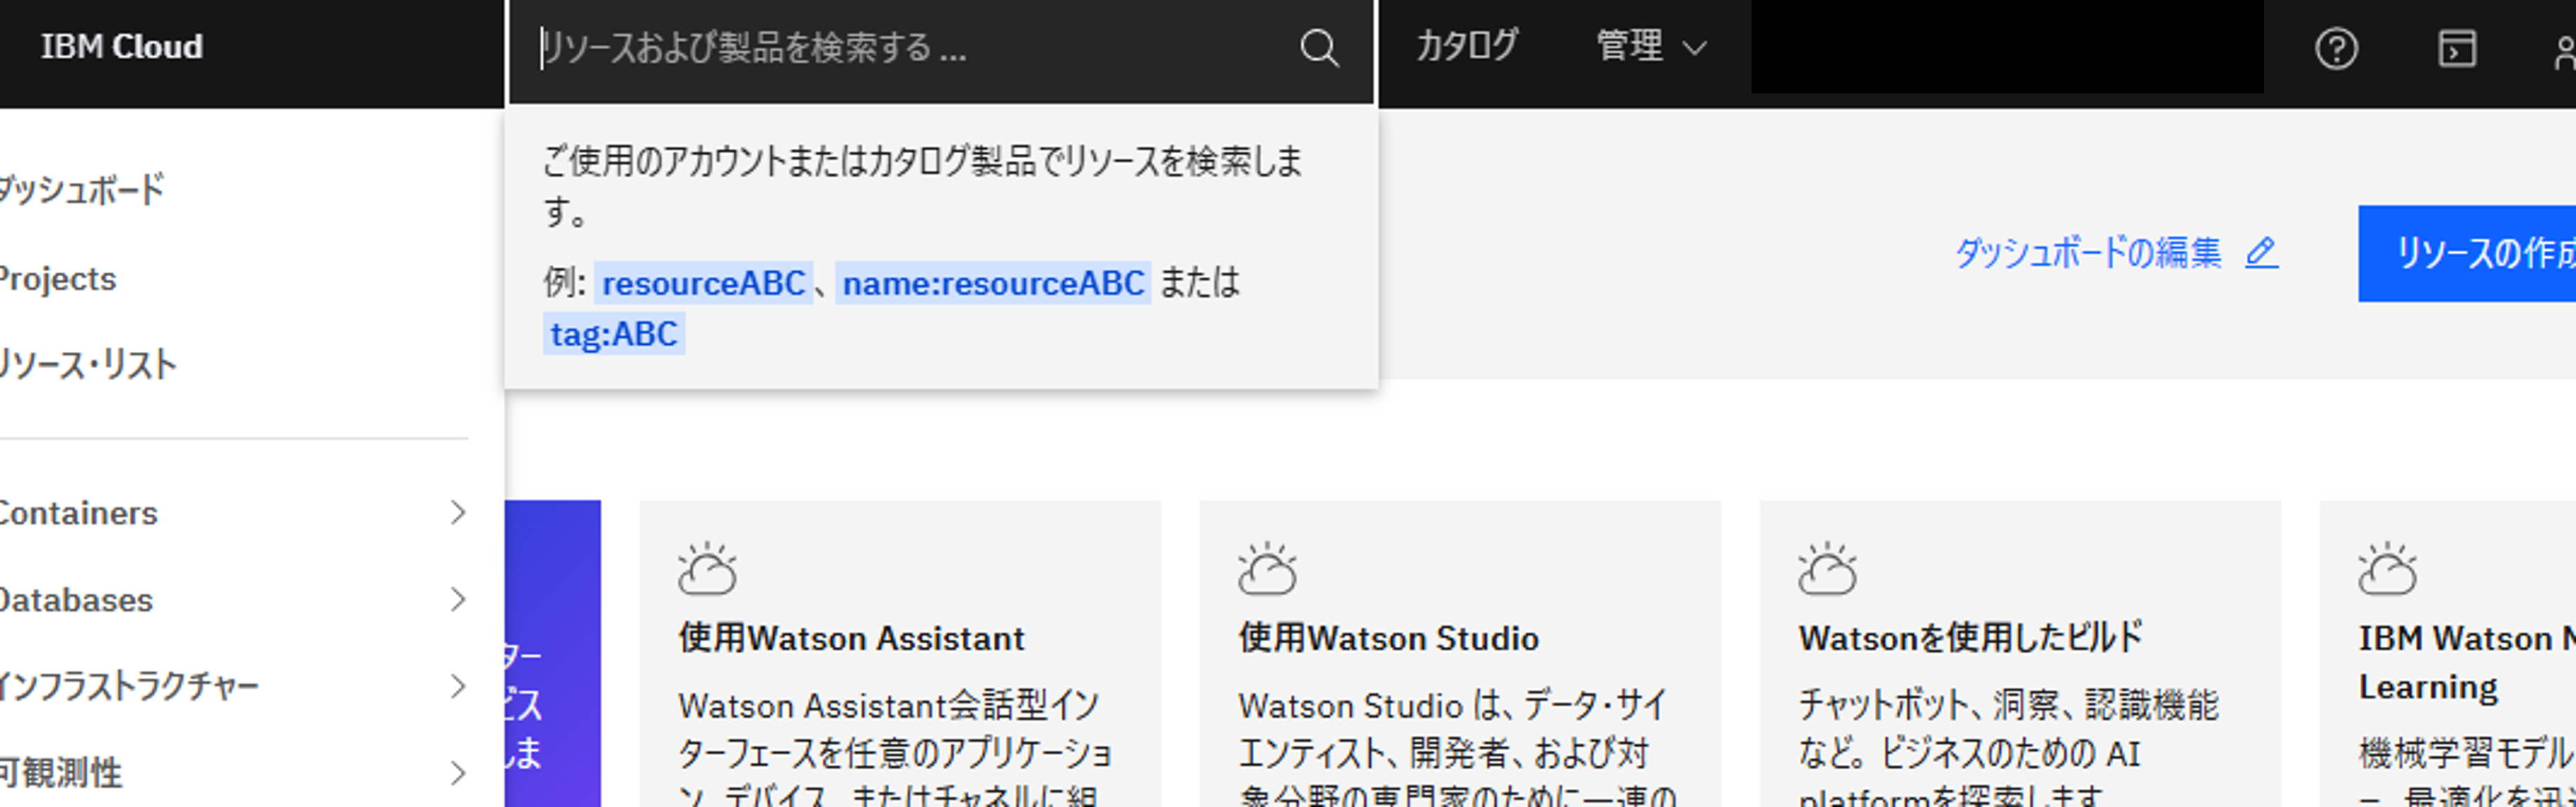 IBM Cloud
リソースおよび製品を検索する ...
カタログ
管理
ご使用のアカウントまたはカタログ製品でリソースを検索しま
す。
例: resourceABC 、 name:resourceABC または
tag:ABC
ダッシュボードの編集
リソースの作成
ダッシュボード
Projects
リソース・リスト
Containers
Databases
インフラストラクチャー
可観測性
ター
ビス
しま
使用Watson Assistant
Watson Assistant会話型イン
ターフェースを任意のアプリケーショ
ン、デバイス、またはチャネルに組
使用Watson Studio
Watson Studio は、データ・サイ
エンティスト、開発者、および対
象分野の専門家のために一連の
Watsonを使用したビルド
チャットボット、洞察、認識機能
など。ビジネスのための AI
platformを探索します
IBM Watson
Learning
機械学習モデル